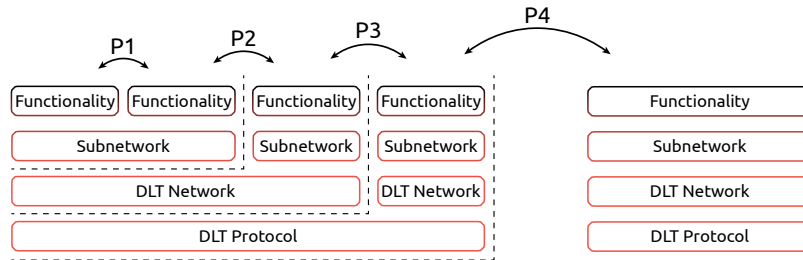 P1 P2 P3 P4
Functionality Functionality Functionality Functionality Functionality
Subnetwork Subnetwork Subnetwork Subnetwork
DLT Network DLT Network DLT Network
DLT Protocol DLT Protocol